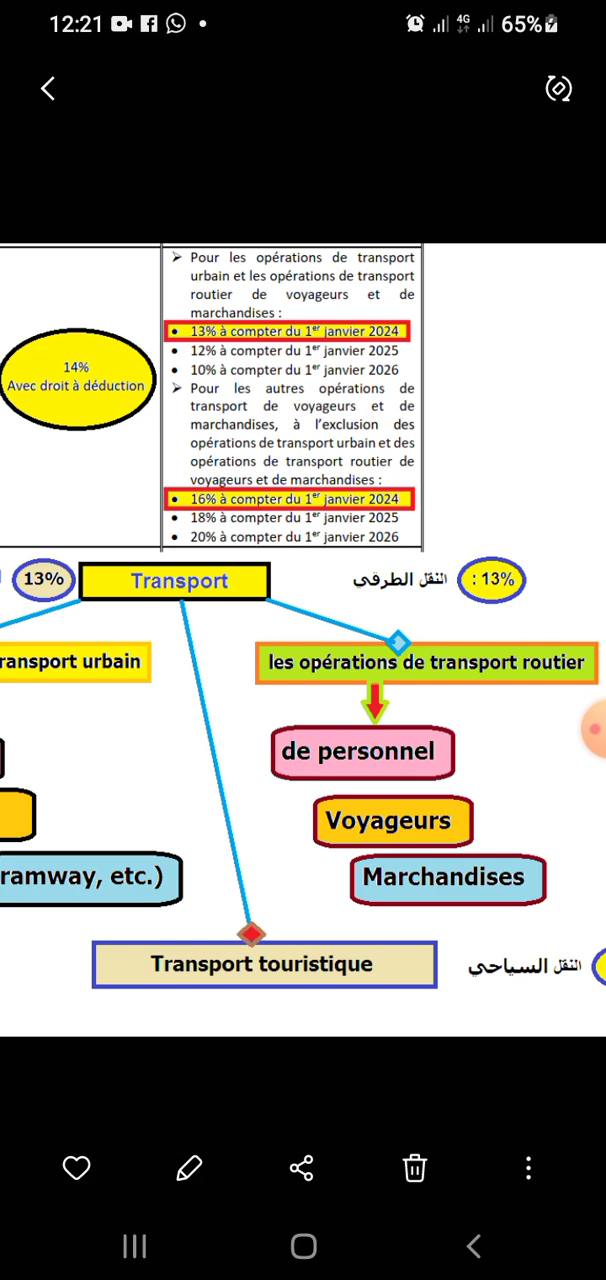 12:21
4G
65%
Pour les opérations de transport
urbain et les opérations de transport
routier de voyageurs et de
marchandises :
13% à compter du 1er janvier 2024
12% à compter du 1er janvier 2025
10% à compter du 1er janvier 2026
14%
Avec droit à déduction
Pour les autres opérations de
transport de voyageurs et de
marchandises, à l'exclusion des
opérations de transport urbain et des
opérations de transport routier de
voyageurs et de marchandises :
16% à compter du 1er janvier 2024
18% à compter du 1er janvier 2025
20% à compter du 1er janvier 2026
13%
Transport
النقل الطرقي
: 13%
ransport urbain
les opérations de transport routier
de personnel
Voyageurs
ramway, etc.)
Marchandises
Transport touristique
النقل السياحي